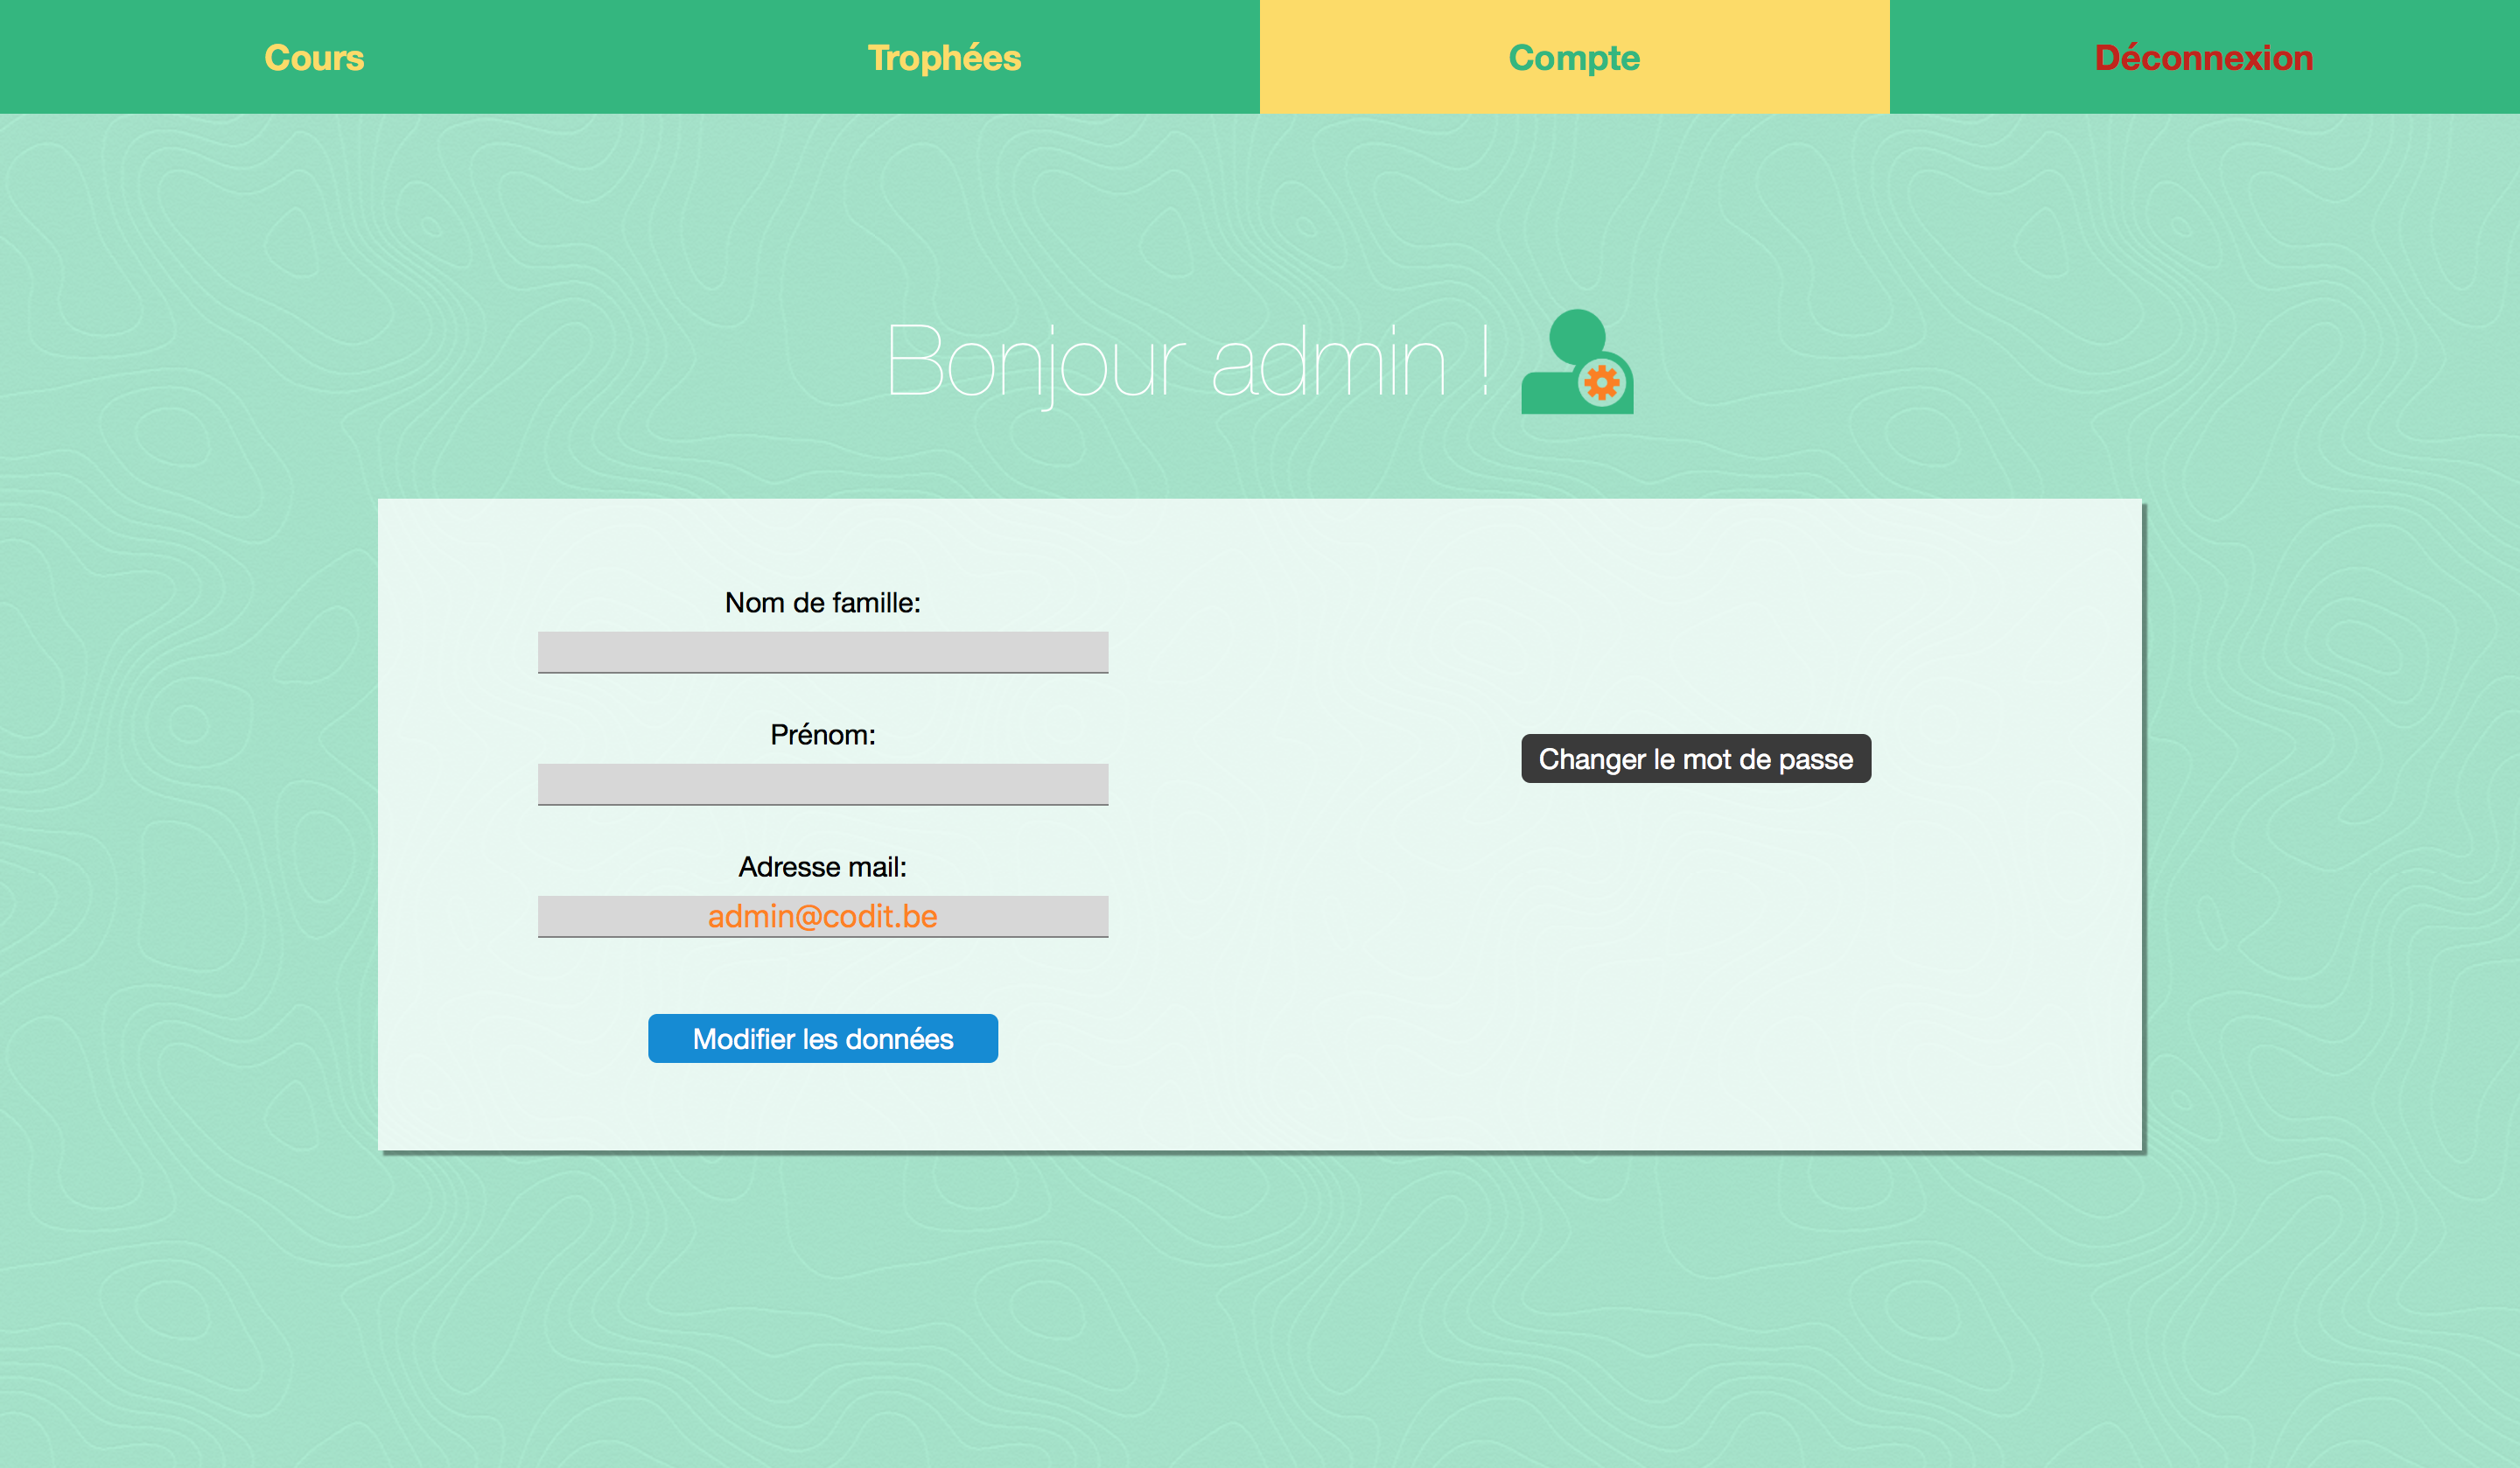 Cours
Trophées
Compte
Déconnexion
Bonjour admin !
Nom de famille:
Prénom:
Adresse mail:
admin@codit.be
Modifier les données
Changer le mot de passe